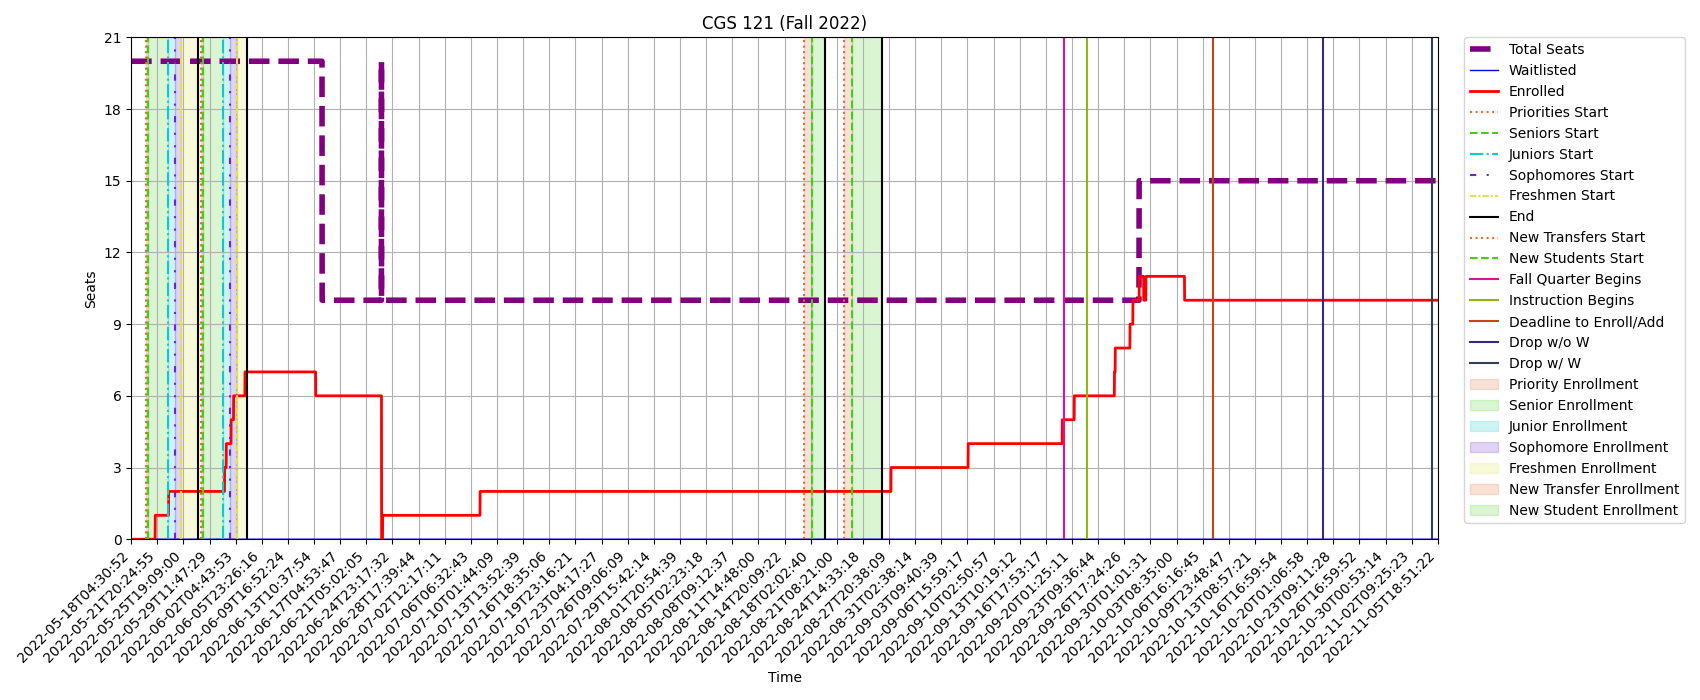 CGS 121 (Fall 2022)
21
18
15
12
9
6
3
0
Seats
2022-05-18T04:30:52
2022-05-21T20:24:55
2022-05-25T19:09:00
2022-05-29T11:47:29
2022-06-02T04:43:53
2022-06-05T23:26:16
2022-06-09T16:52:24
2022-06-13T10:37:54
2022-06-17T04:53:47
2022-06-21T05:02:05
2022-06-24T23:17:32
2022-06-28T17:39:44
2022-07-02T12:17:11
2022-07-06T06:32:43
2022-07-10T01:44:09
2022-07-13T13:52:39
2022-07-16T18:35:06
2022-07-19T23:16:21
2022-07-23T04:17:27
2022-07-26T09:06:09
2022-07-29T15:42:14
2022-08-01T20:54:39
2022-08-05T02:23:18
2022-08-08T09:12:37
2022-08-11T14:48:00
2022-08-14T20:09:22
2022-08-18T02:02:40
2022-08-21T08:21:00
2022-08-24T14:33:18
2022-08-27T20:38:09
2022-08-31T02:38:14
2022-09-03T09:40:39
2022-09-06T15:59:17
2022-09-10T02:50:57
2022-09-13T10:19:12
2022-09-16T17:53:17
2022-09-20T01:25:11
2022-09-23T09:36:44
2022-09-26T17:24:26
2022-09-30T01:01:31
2022-10-03T08:35:00
2022-10-06T16:16:45
2022-10-09T23:48:47
2022-10-13T08:57:21
2022-10-16T16:59:54
2022-10-20T01:06:58
2022-10-23T09:11:28
2022-10-26T16:59:52
2022-10-30T00:53:14
2022-11-02T09:25:23
2022-11-05T18:51:22
Time
Total Seats
Waitlisted
Enrolled
Priorities Start
Seniors Start
Juniors Start
Sophomores Start
Freshmen Start
End
New Transfers Start
New Students Start
Fall Quarter Begins
Instruction Begins
Deadline to Enroll/Add
Drop w/o W
Drop w/ W
Priority Enrollment
Senior Enrollment
Junior Enrollment
Sophomore Enrollment
Freshmen Enrollment
New Transfer Enrollment
New Student Enrollment